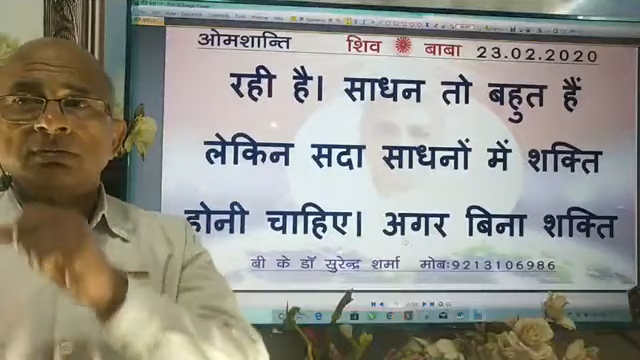 ओमशान्ति शिव बाबा 23.02.2020
रही है। साधन तो बहुत हैं
लेकिन सदा साधनों में शक्ति
होनी चाहिए। अगर बिना शक्ति
बी के डॉ सुरेन्द्र शर्मा मोबः9213106986